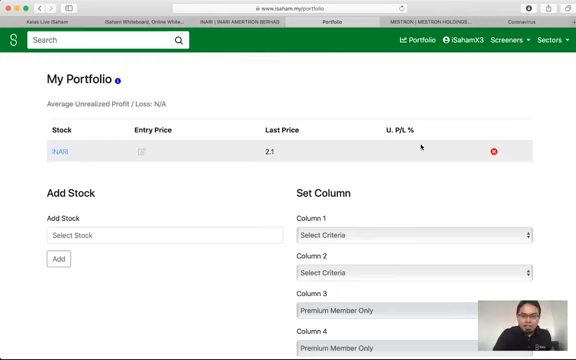 www.isaham.my/portfolio
Kelas Live iSaham
iSaham Whiteboard, Online White...
INARI | INARI AMERTRON BERHAD
Portfolio
MESTRON | MESTRON HOLDINGS...
Coronavirus
S Search
Portfolio iSahamX3 Screeners Sectors
My Portfolio
Average Unrealized Profit / Loss: N/A
Stock Entry Price Last Price U. P/L %
INARI 2.1
Add Stock
Add Stock
Select Stock
Add
Set Column
Column 1
Select Criteria
Column 2
Select Criteria
Column 3
Premium Member Only
Column 4
Premium Member Only